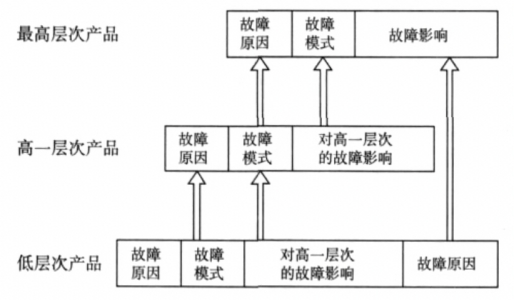 最高层次产品
故障
原因
故障
模式
故障影响
高一层次产品
故障
原因
故障
模式
对高一层次
的故障影响
低层次产品
故障
原因
故障
模式
对高一层次
的故障影响
故障原因